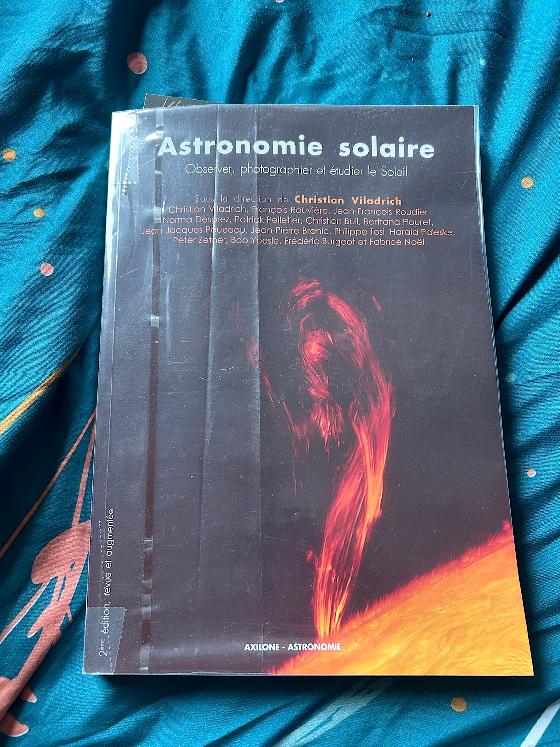 Astronomie solaire
Observer, photographier et étudier le Soleil
Sous la direction de Christian Viladrich
Christian Viladrich, François Rouvière, Jean-François Roudier
Norma Desprez, Patrick Pelletier, Christian Buil, Bertrand Flouret,
Jean-Jacques Poupeau, Jean-Pierre Brahic, Philippe Tosi, Harald Paleske,
Peter Zetner, Bob Yoesle, Frédéric Burgeot et Fabrice Noël
2ème édition, revue et augmentée
AXILONE - ASTRONOMIE